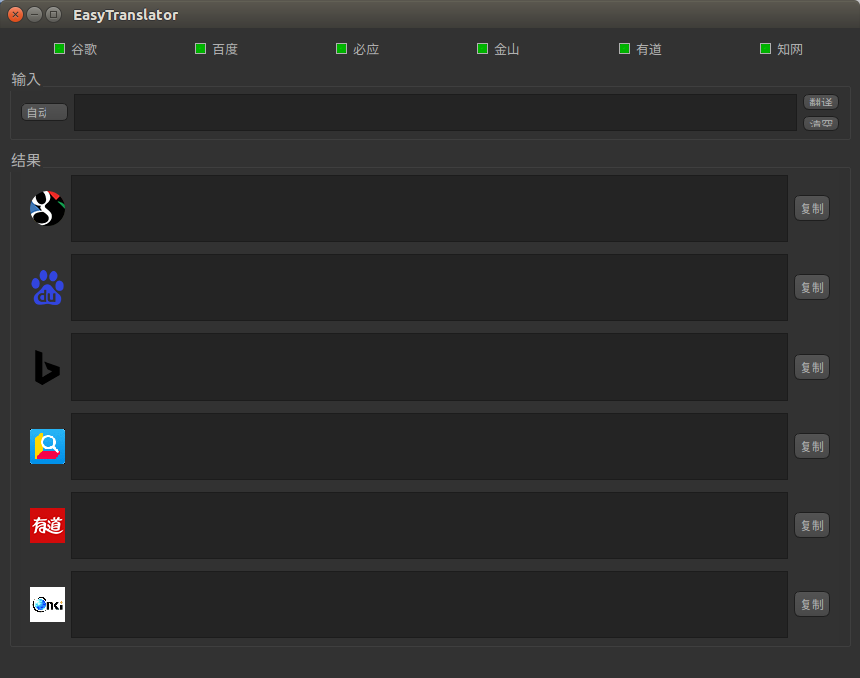 EasyTranslator
谷歌 百度 必应 金山 有道 知网
输入
自动
翻译
清空
结果
复制
du
复制
复制
复制
有道
复制
cnki
复制